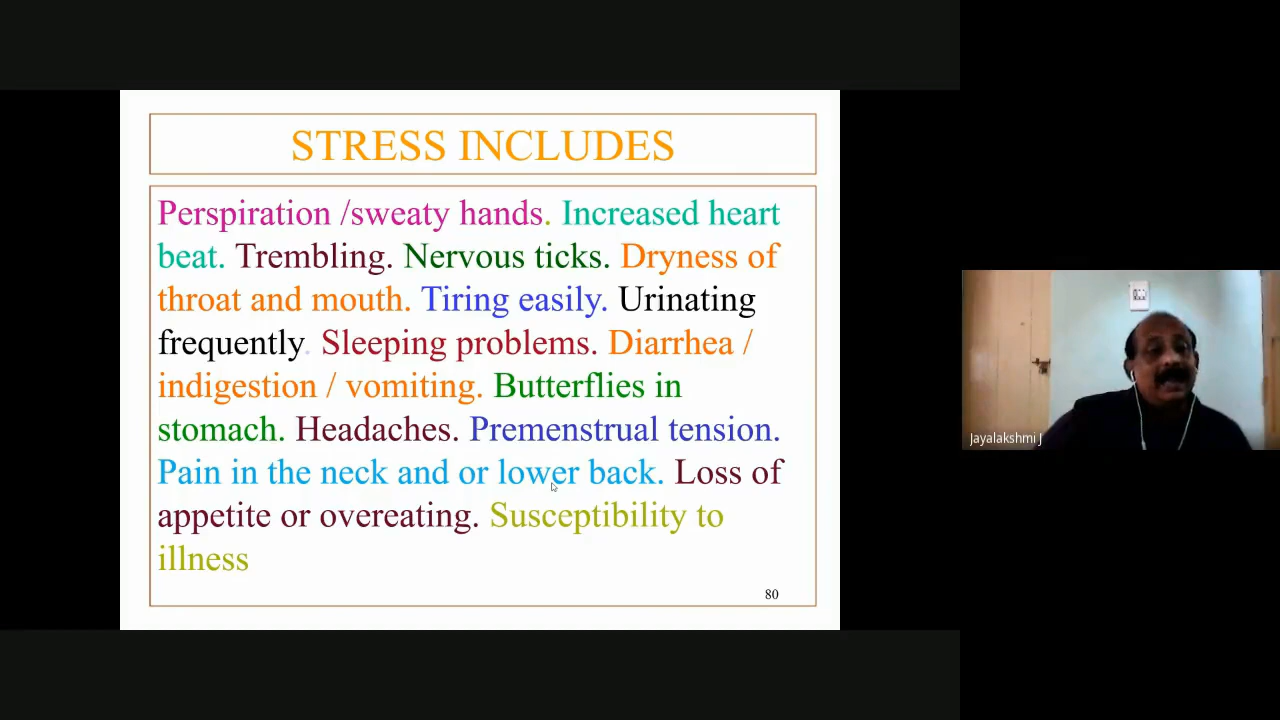 STRESS INCLUDES
Perspiration /sweaty hands. Increased heart
beat. Trembling. Nervous ticks. Dryness of
throat and mouth. Tiring easily. Urinating
frequently. Sleeping problems. Diarrhea /
indigestion / vomiting. Butterflies in
stomach. Headaches. Premenstrual tension.
Pain in the neck and or lower back. Loss of
appetite or overeating. Susceptibility to
illness
80
Jayalakshmi J